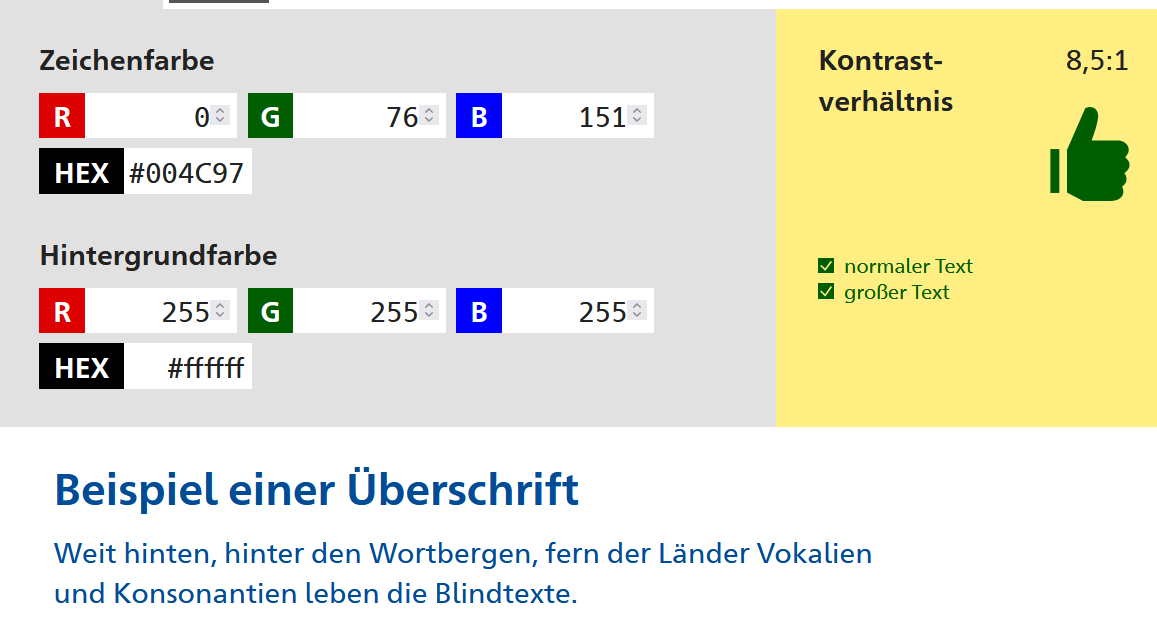 Zeichenfarbe
R 0 G 76 B 151
HEX #004C97
Hintergrundfarbe
R 255 G 255 B 255
HEX #ffffff
Kontrast- 8,5:1
verhältnis
normaler Text
großer Text
Beispiel einer Überschrift
Weit hinten, hinter den Wortbergen, fern der Länder Vokalien
und Konsonantien leben die Blindtexte.